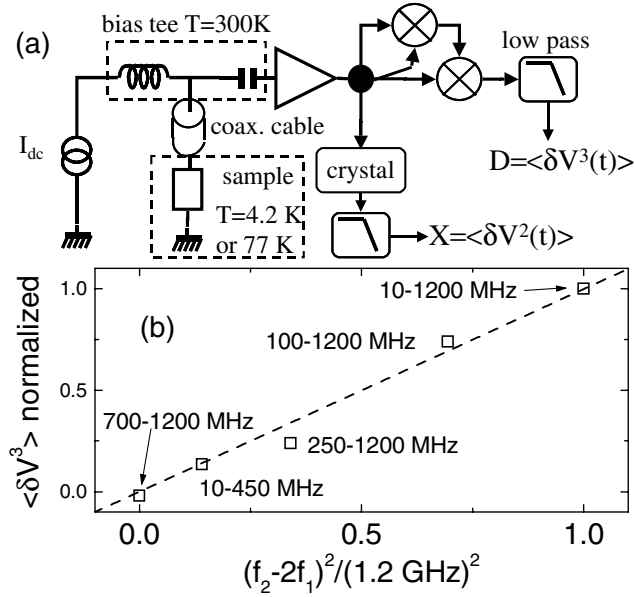 (a)
bias tee T=300K
low pass
I_dc
coax. cable
sample
T=4.2 K
or 77 K
crystal
D=<δV³(t)>
X=<δV²(t)>
(b)
<δV³> normalized
1.0
0.5
0.0
10-1200 MHz
100-1200 MHz
700-1200 MHz
250-1200 MHz
10-450 MHz
0.0 0.5 1.0
(f₂-2f₁)²/(1.2 GHz)²